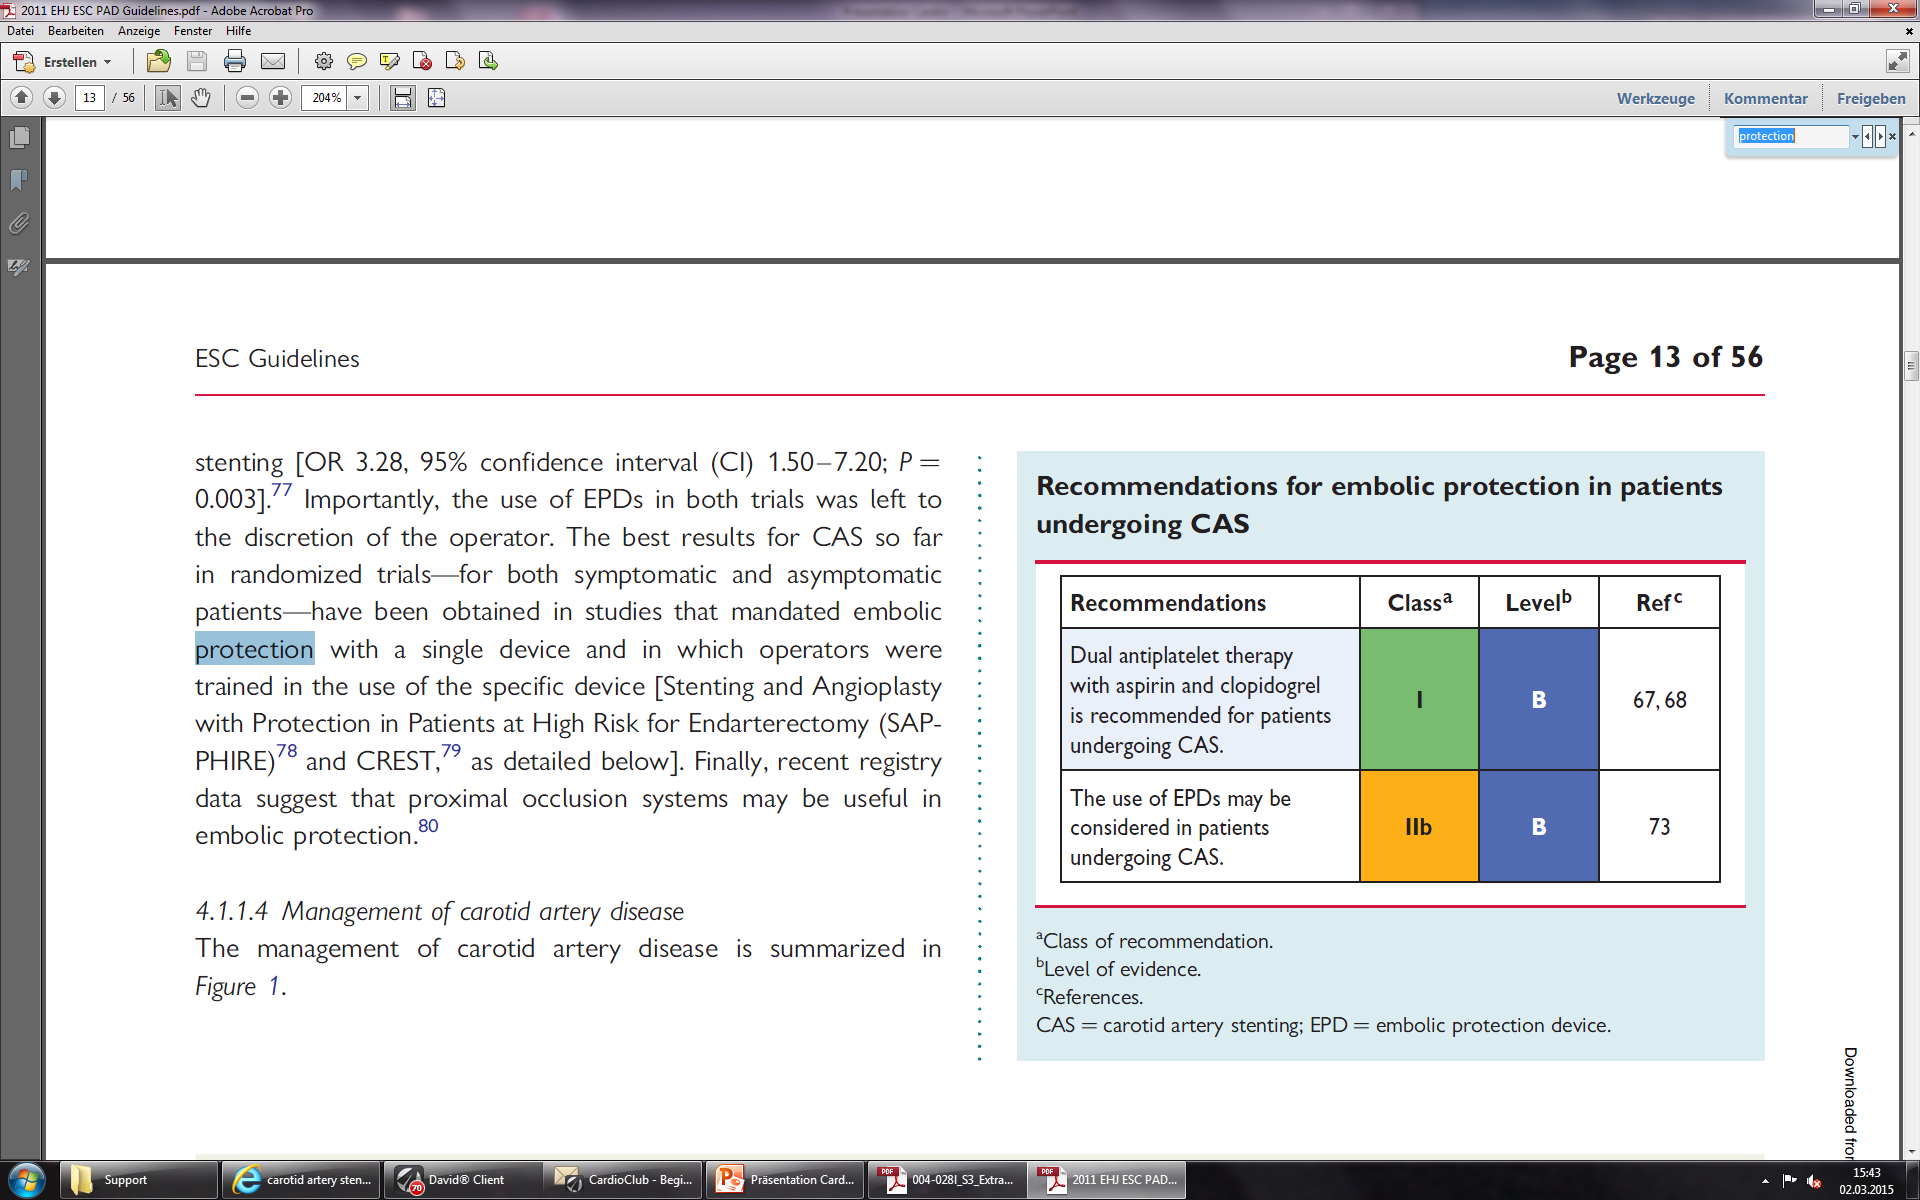 2011 EHJ ESC PAD Guidelines.pdf - Adobe Acrobat Pro
Datei Bearbeiten Anzeige Fenster Hilfe
Erstellen
13 / 56 204% Werkzeuge Kommentar Freigeben
protection
ESC Guidelines
Page 13 of 56
stenting [OR 3.28, 95% confidence interval (CI) 1.50–7.20; P =
0.003].77 Importantly, the use of EPDs in both trials was left to
the discretion of the operator. The best results for CAS so far
in randomized trials—for both symptomatic and asymptomatic
patients—have been obtained in studies that mandated embolic
protection with a single device and in which operators were
trained in the use of the specific device [Stenting and Angioplasty
with Protection in Patients at High Risk for Endarterectomy (SAP-
PHIRE)78 and CREST,79 as detailed below]. Finally, recent registry
data suggest that proximal occlusion systems may be useful in
embolic protection.80
4.1.1.4 Management of carotid artery disease
The management of carotid artery disease is summarized in
Figure 1.
Recommendations for embolic protection in patients
undergoing CAS
Recommendations Classa Levelb Refc
Dual antiplatelet therapy
with aspirin and clopidogrel
is recommended for patients
undergoing CAS.
I B 67, 68
The use of EPDs may be
considered in patients
undergoing CAS.
IIb B 73
aClass of recommendation.
bLevel of evidence.
cReferences.
CAS = carotid artery stenting; EPD = embolic protection device.
Downloaded from
Support
carotid artery sten...
70
David® Client
CardioClub - Begi...
Präsentation Card...
PDF
004-028l_S3_Extra...
PDF
2011 EHJ ESC PAD...
15:43
02.03.2015